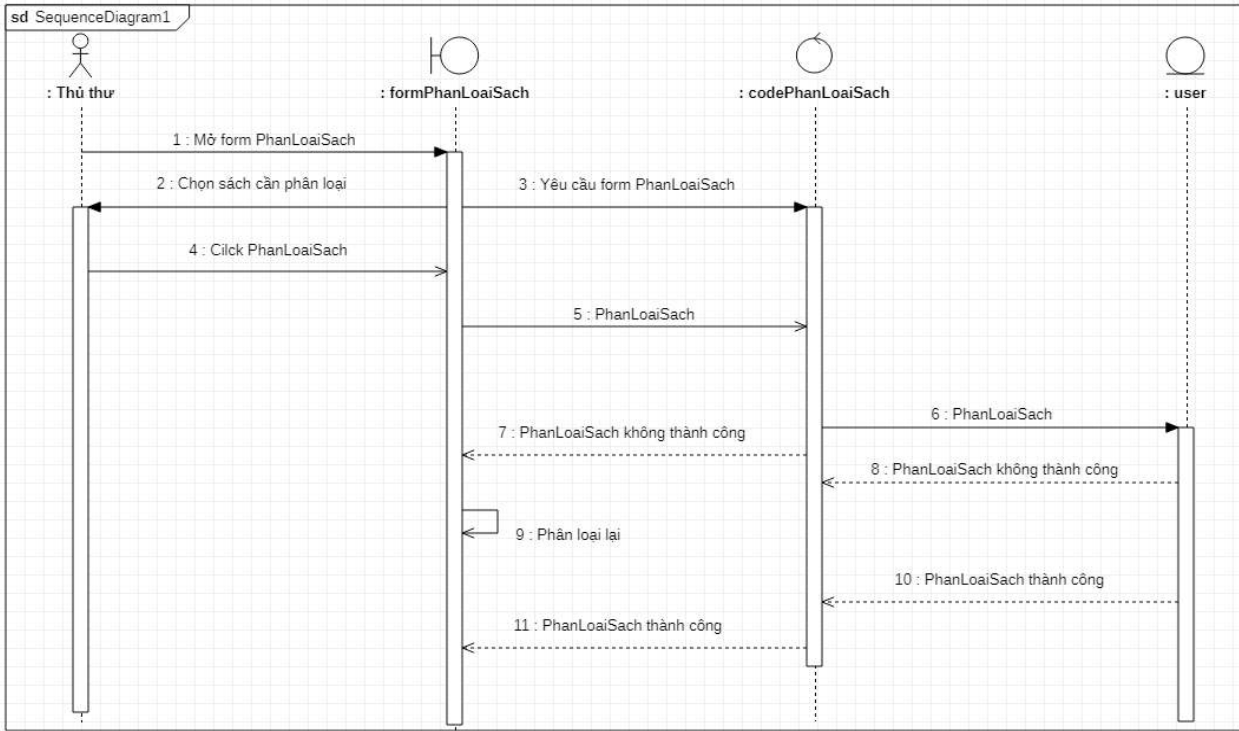 sd SequenceDiagram1
: Thủ thư
: formPhanLoaiSach
: codePhanLoaiSach
: user
1 : Mở form PhanLoaiSach
2 : Chọn sách cần phân loại
3 : Yêu cầu form PhanLoaiSach
4 : Cilck PhanLoaiSach
5 : PhanLoaiSach
6 : PhanLoaiSach
7 : PhanLoaiSach không thành công
8 : PhanLoaiSach không thành công
9 : Phân loại lại
10 : PhanLoaiSach thành công
11 : PhanLoaiSach thành công